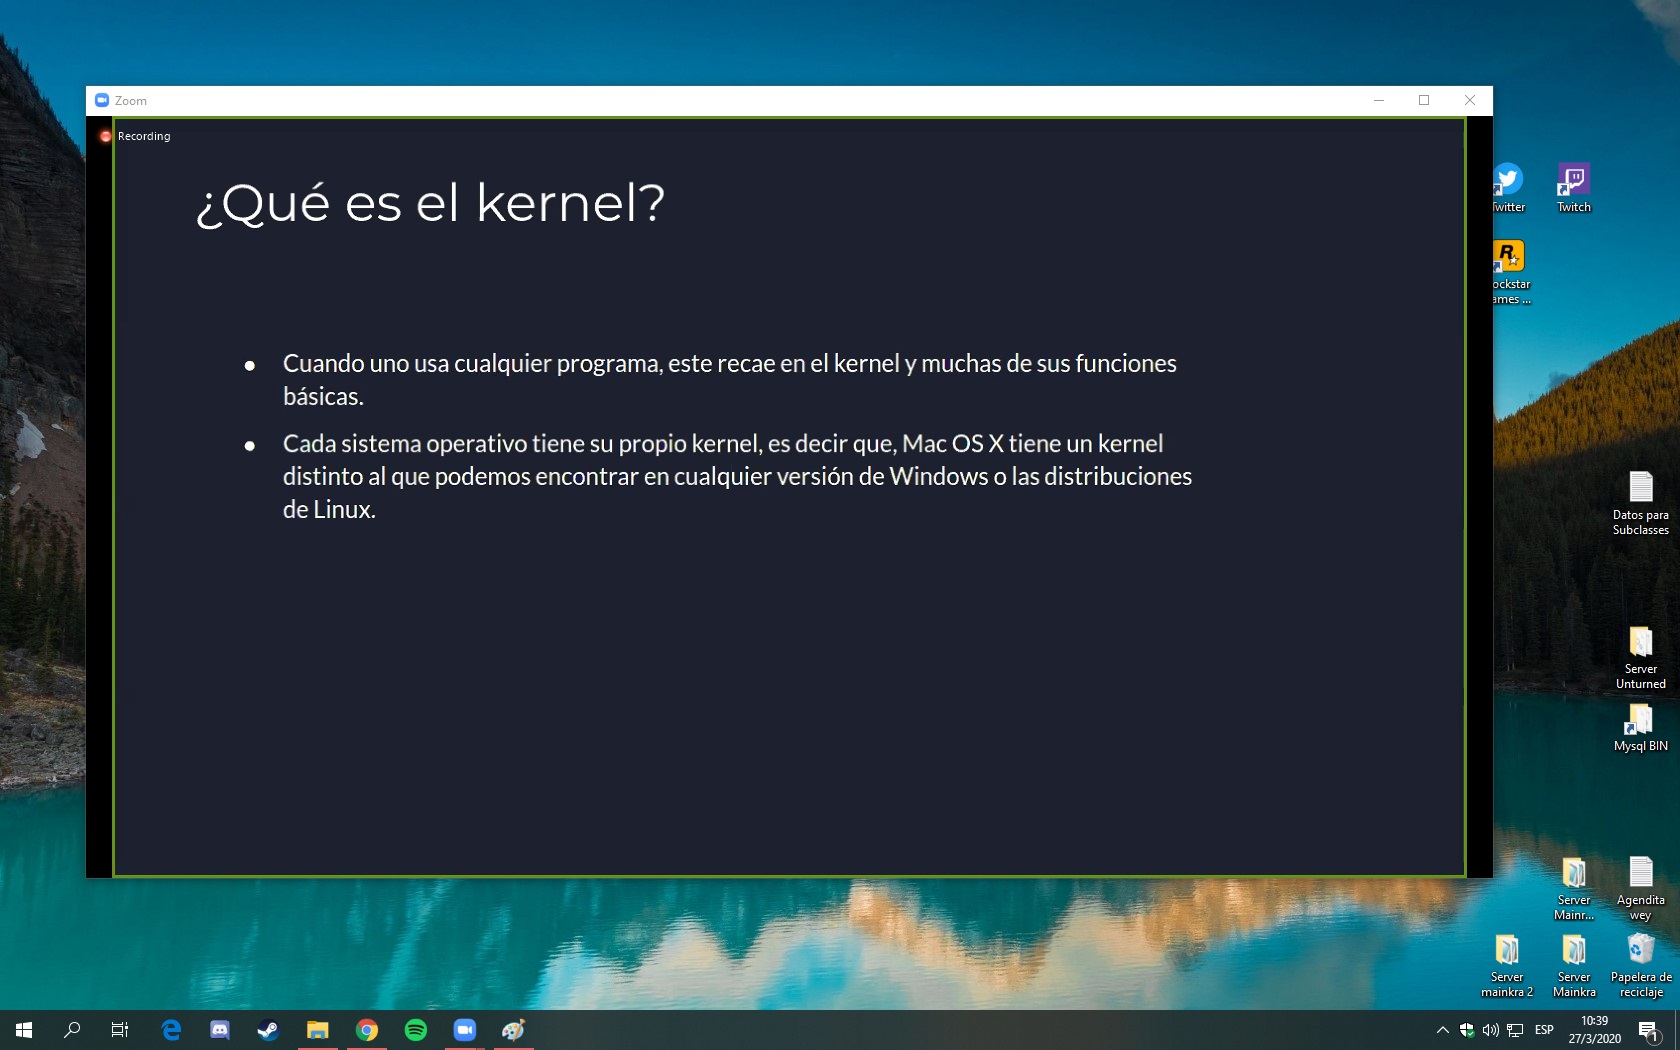 Zoom
Recording
¿Qué es el kernel?
● Cuando uno usa cualquier programa, este recae en el kernel y muchas de sus funciones
básicas.
● Cada sistema operativo tiene su propio kernel, es decir que, Mac OS X tiene un kernel
distinto al que podemos encontrar en cualquier versión de Windows o las distribuciones
de Linux.
Twitter
Twitch
ockstar
ames ...
Datos para
Subclasses
Server
Unturned
Mysql BIN
Server
Mainr...
Agendita
wey
Server
mainkra 2
Server
Mainkra
Papelera de
reciclaje
ESP
10:39
27/3/2020
1